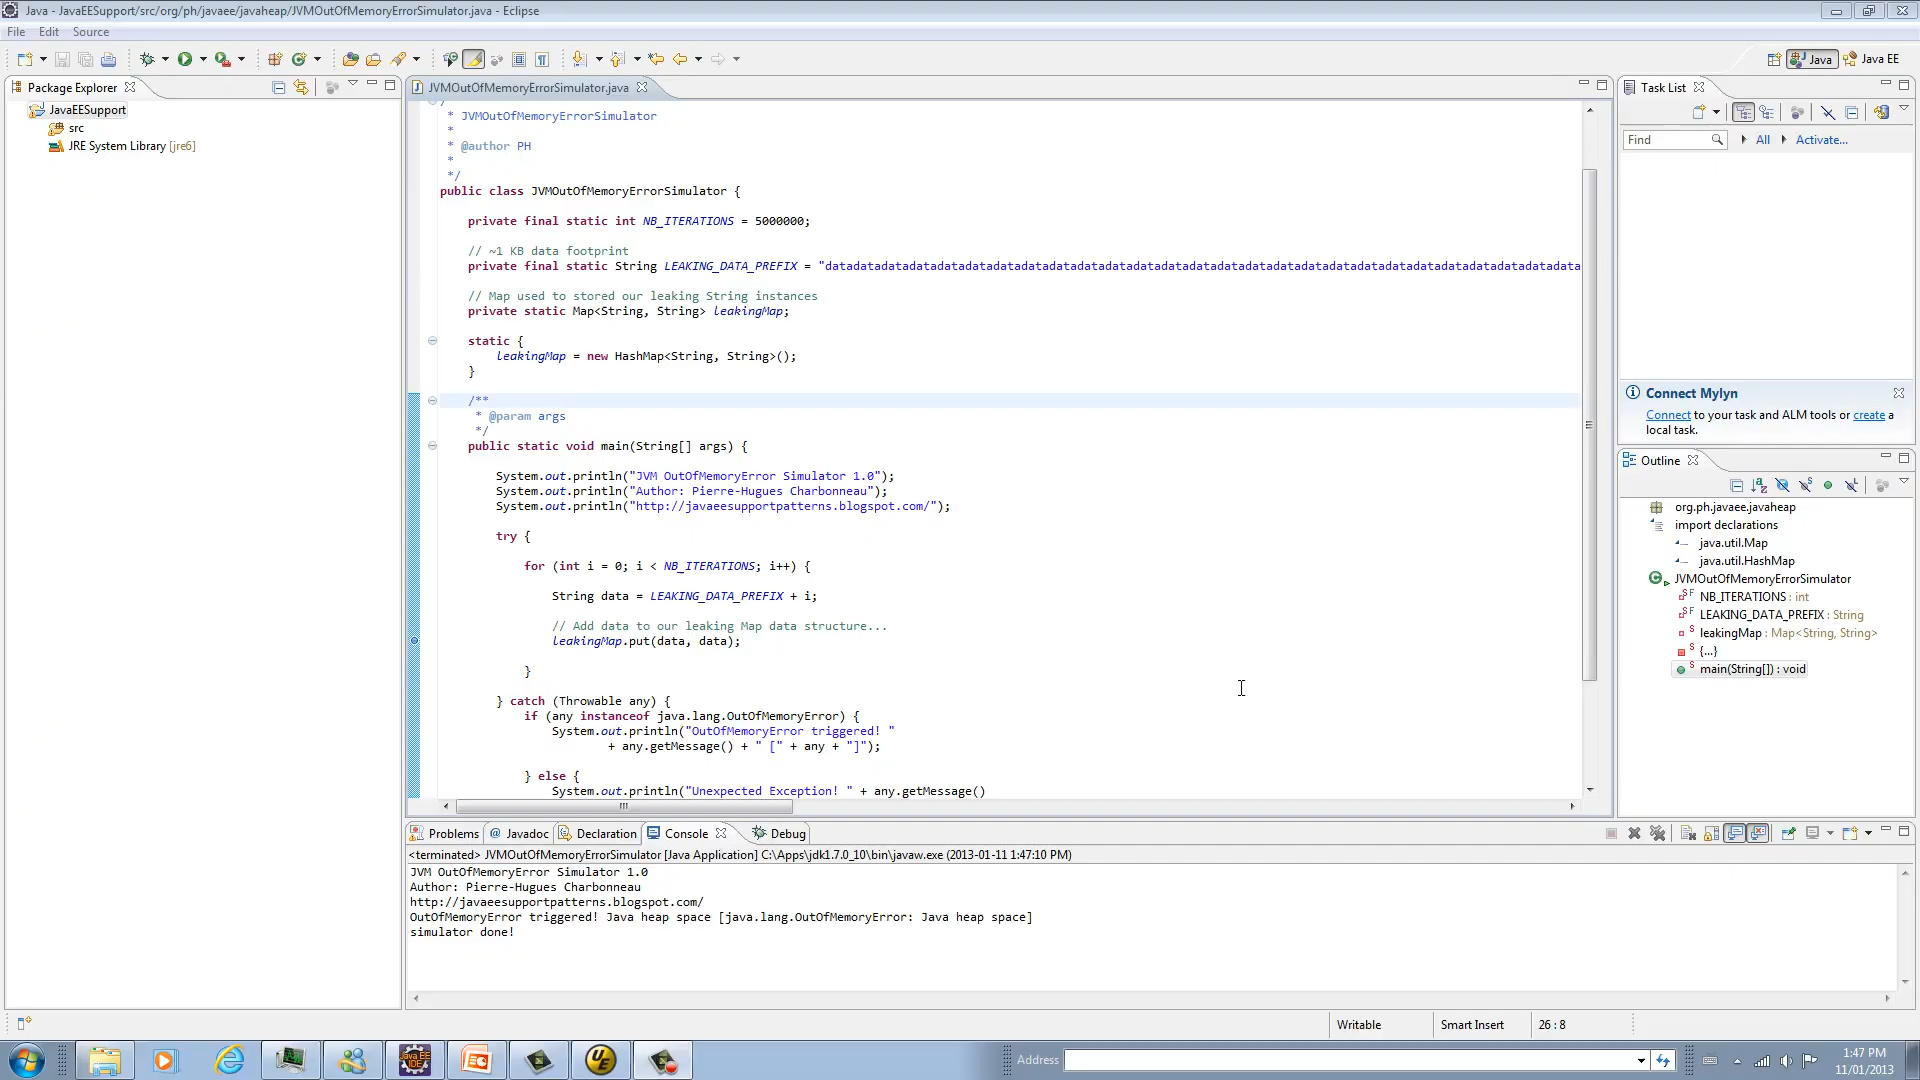 Java - JavaEESupport/src/org/ph/javaee/javaheap/JVMOutOfMemoryErrorSimulator.java - Eclipse
File Edit Source
Java Java EE
Package Explorer
JavaEESupport
src
JRE System Library [jre6]
JVMOutOfMemoryErrorSimulator.java
/
* JVMOutOfMemoryErrorSimulator
*
* @author PH
*
*/
public class JVMOutOfMemoryErrorSimulator {
private final static int NB_ITERATIONS = 5000000;
// ~1 KB data footprint
private final static String LEAKING_DATA_PREFIX = "datadatadatadatadatadatadatadatadatadatadatadatadatadatadatadatadatadatadatadatadatadatadatadatadatadatadata
// Map used to stored our leaking String instances
private static Map<String, String> leakingMap;
static {
leakingMap = new HashMap<String, String>();
}
/**
* @param args
*/
public static void main(String[] args) {
System.out.println("JVM OutOfMemoryError Simulator 1.0");
System.out.println("Author: Pierre-Hugues Charbonneau");
System.out.println("http://javaeesupportpatterns.blogspot.com/");
try {
for (int i = 0; i < NB_ITERATIONS; i++) {
String data = LEAKING_DATA_PREFIX + i;
// Add data to our leaking Map data structure...
leakingMap.put(data, data);
}
} catch (Throwable any) {
if (any instanceof java.lang.OutOfMemoryError) {
System.out.println("OutOfMemoryError triggered! "
+ any.getMessage() + " [" + any + "]");
} else {
System.out.println("Unexpected Exception! " + any.getMessage()
Task List
Find All Activate...
Connect Mylyn
Connect to your task and ALM tools or create a
local task.
Outline
org.ph.javaee.javaheap
import declarations
java.util.Map
java.util.HashMap
JVMOutOfMemoryErrorSimulator
NB_ITERATIONS : int
LEAKING_DATA_PREFIX : String
leakingMap : Map<String, String>
{...}
main(String[]) : void
Problems @ Javadoc Declaration Console Debug
<terminated> JVMOutOfMemoryErrorSimulator [Java Application] C:\Apps\jdk1.7.0_10\bin\javaw.exe (2013-01-11 1:47:10 PM)
JVM OutOfMemoryError Simulator 1.0
Author: Pierre-Hugues Charbonneau
http://javaeesupportpatterns.blogspot.com/
OutOfMemoryError triggered! Java heap space [java.lang.OutOfMemoryError: Java heap space]
simulator done!
Writable Smart Insert 26 : 8
Java EE IDE
UE
Address
1:47 PM
11/01/2013